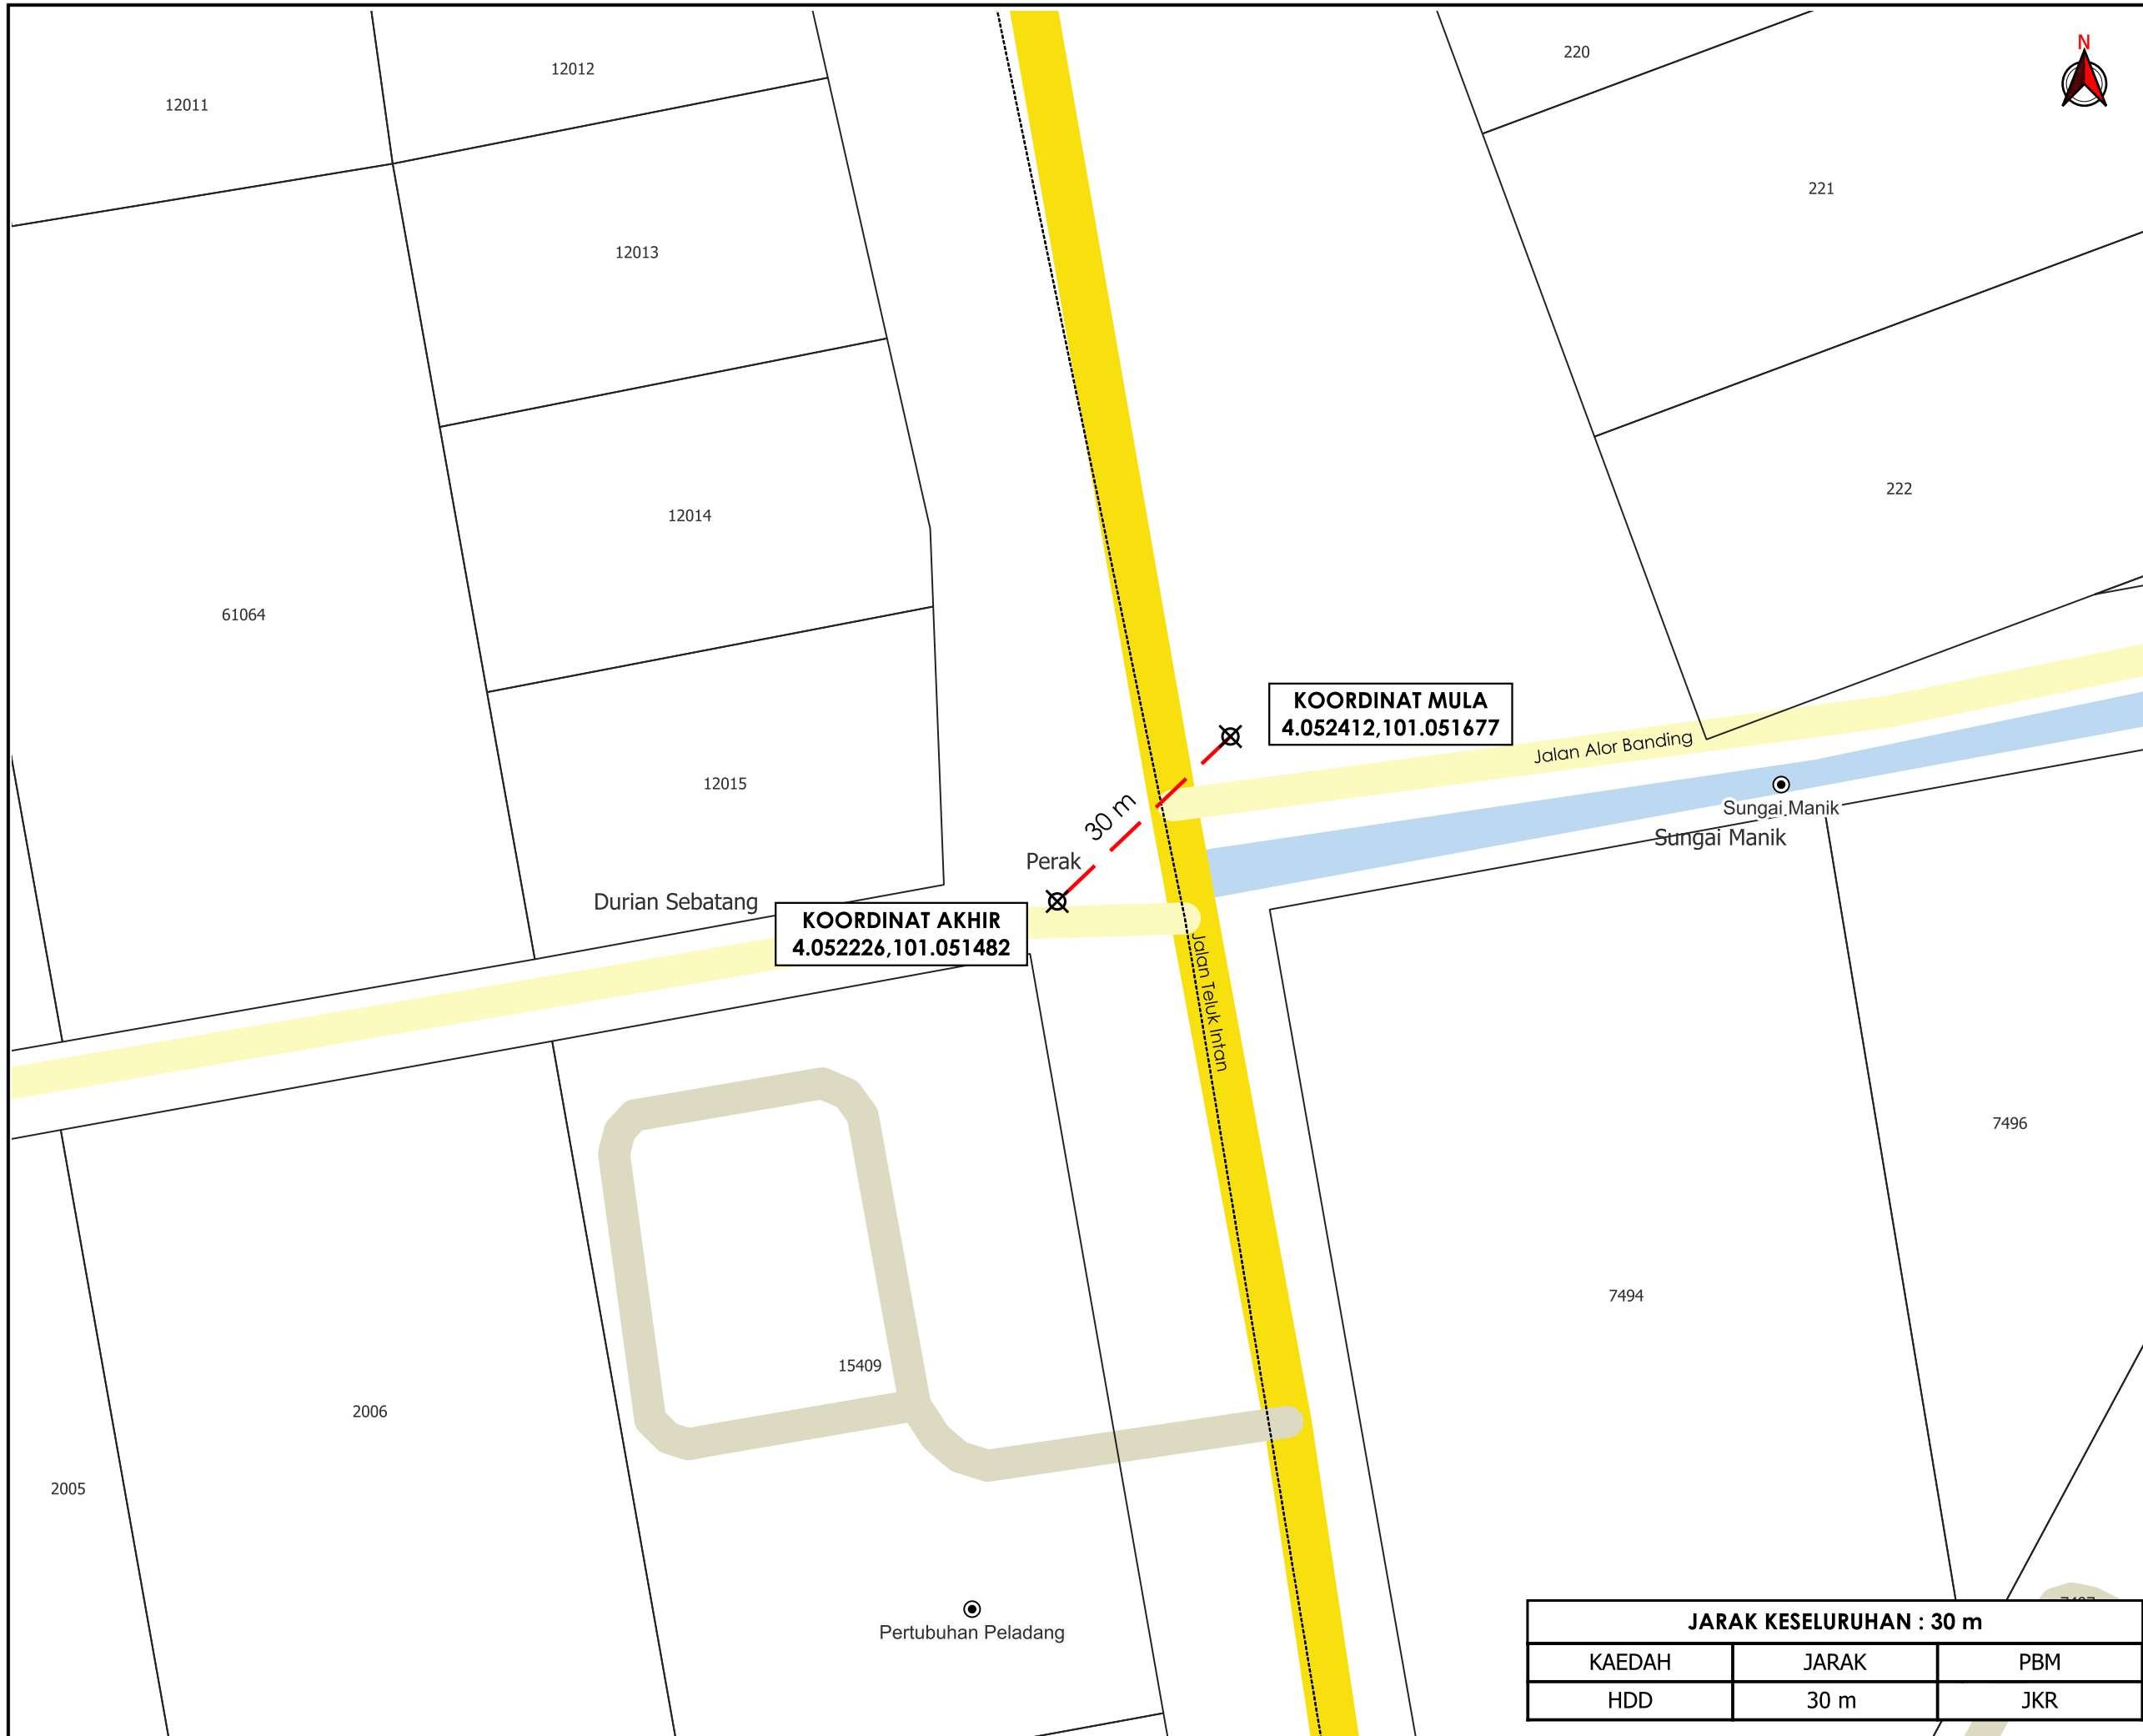 N
220
12012
12011
221
12013
222
12014
61064
KOORDINAT MULA
4.052412,101.051677
Jalan Alor Banding
12015
30 m
Sungai Manik
Sungai Manik
Perak
Durian Sebatang
KOORDINAT AKHIR
4.052226,101.051482
Jalan Teluk Intan
7496
7494
15409
2006
2005
Pertubuhan Peladang
JARAK KESELURUHAN : 30 m
KAEDAH JARAK PBM
HDD 30 m JKR